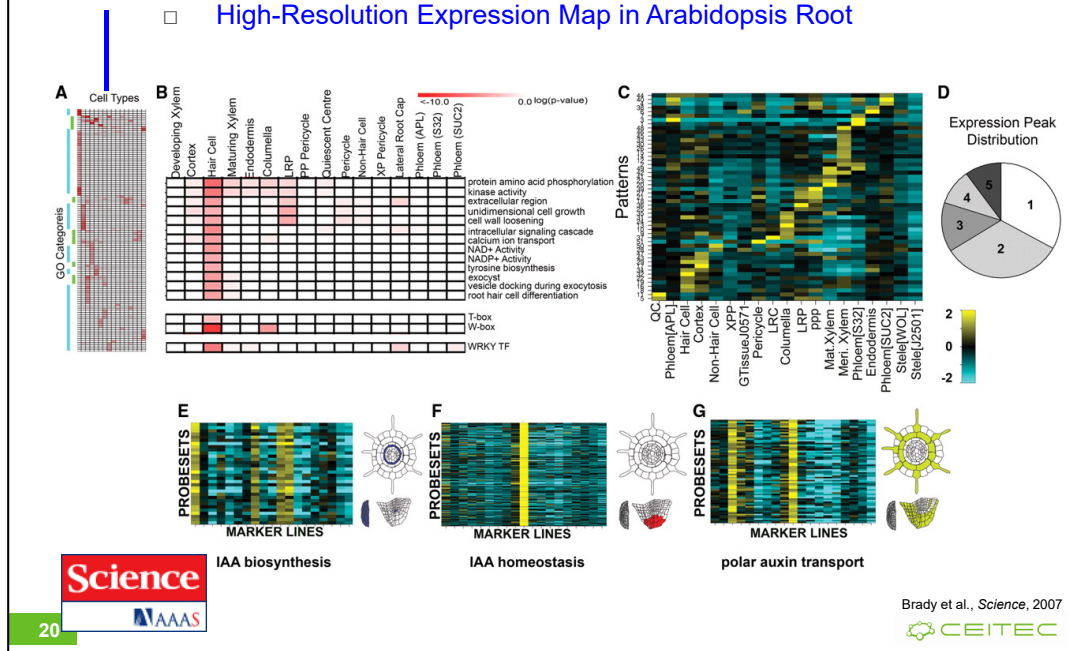 □ High-Resolution Expression Map in Arabidopsis Root
A
Cell Types
GO Categoreis
B
<-10.0
0.0 log(p-value)
Developing Xylem
Cortex
Hair Cell
Maturing Xylem
Endodermis
Columella
LRP
PP Pericycle
Quiescent Centre
Pericycle
Non-Hair Cell
XP Pericycle
Lateral Root Cap
Phloem (APL)
Phloem (S32)
Phloem (SUC2)
protein amino acid phosphorylation
kinase activity
extracellular region
unidimensional cell growth
cell wall loosening
intracellular signaling cascade
calcium ion transport
NAD+ Activity
NADP+ Activity
tyrosine biosynthesis
exocyst
vesicle docking during exocytosis
root hair cell differentiation
T-box
W-box
WRKY TF
C
Patterns
QC
Phloem[APL]
Hair Cell
Cortex
Non-Hair Cell
XPP
GTissueJ0571
Pericycle
LRC
Columella
LRP
PPP
Mat.Xylem
Meri. Xylem
Phloem[S32]
Endodermis
Phloem[SUC2]
Stele[WOL]
Stele[J2501]
D
Expression Peak
Distribution
1
2
3
4
5
2
0
-2
E
PROBESETS
MARKER LINES
IAA biosynthesis
F
PROBESETS
MARKER LINES
IAA homeostasis
G
PROBESETS
MARKER LINES
polar auxin transport
Science
AAAS
Brady et al., Science, 2007
20
CEITEC